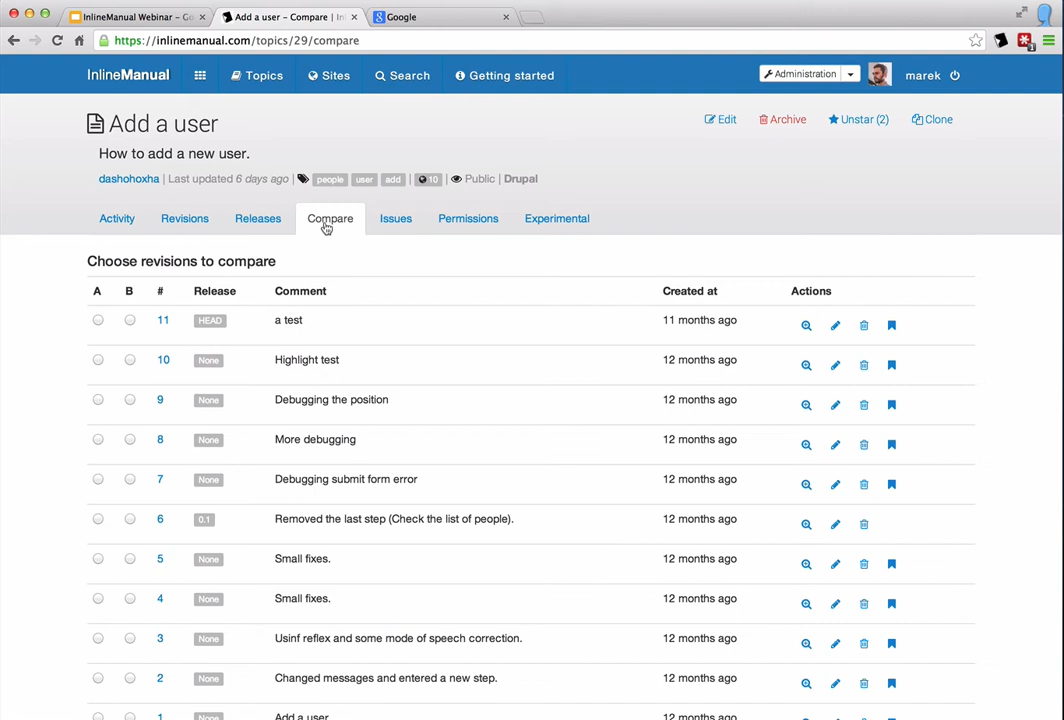 InlineManual Webinar – Go
Add a user – Compare | Inl
Google
https://inlinemanual.com/topics/29/compare
InlineManual Topics Sites Search Getting started Administration marek
Add a user
Edit Archive Unstar (2) Clone
How to add a new user.
dashohoxha | Last updated 6 days ago | people user add | 10 | Public | Drupal
Activity Revisions Releases Compare Issues Permissions Experimental
Choose revisions to compare
A B # Release Comment Created at Actions
11 HEAD a test 11 months ago
10 None Highlight test 12 months ago
9 None Debugging the position 12 months ago
8 None More debugging 12 months ago
7 None Debugging submit form error 12 months ago
6 0.1 Removed the last step (Check the list of people). 12 months ago
5 None Small fixes. 12 months ago
4 None Small fixes. 12 months ago
3 None Usinf reflex and some mode of speech correction. 12 months ago
2 None Changed messages and entered a new step. 12 months ago
1 None Add a user 12 months ago